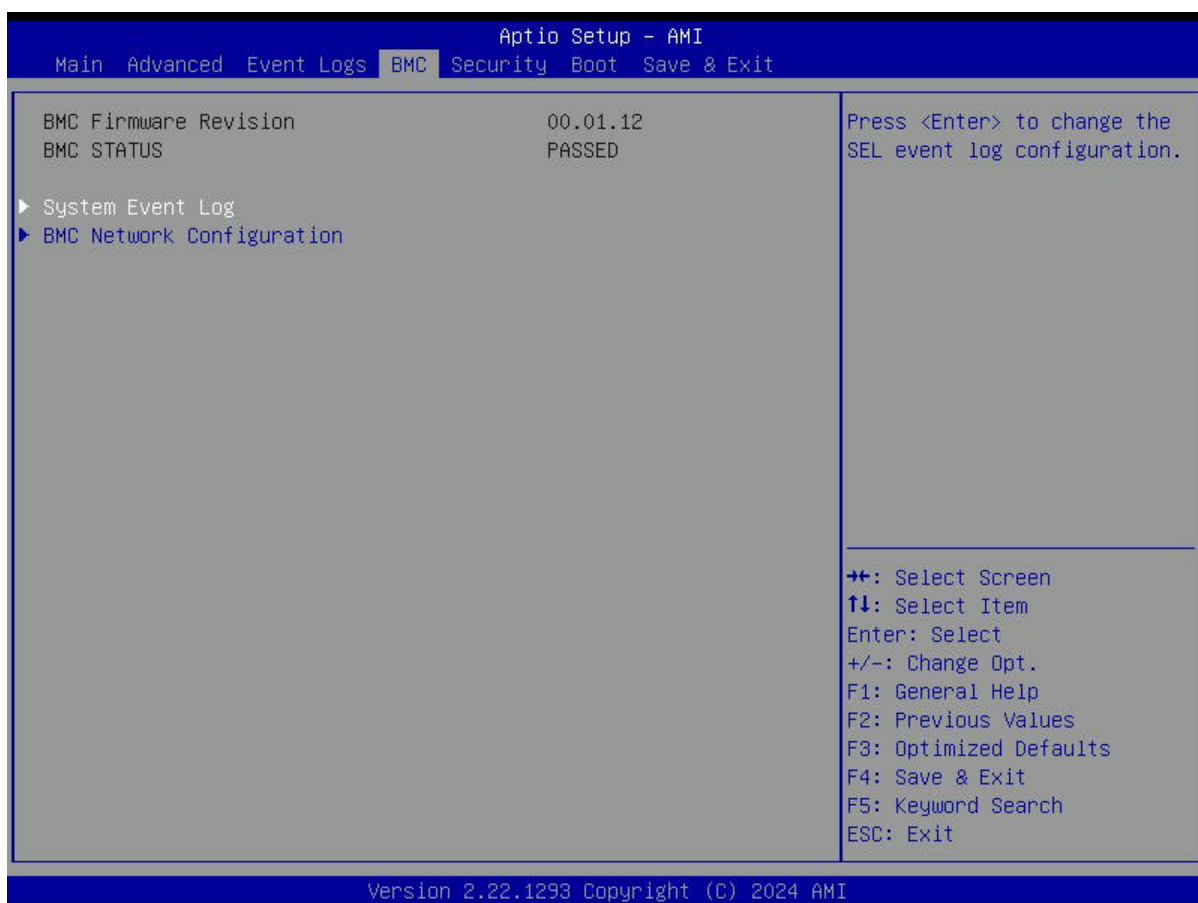 Aptio Setup – AMI
Main Advanced Event Logs BMC Security Boot Save & Exit
BMC Firmware Revision 00.01.12
BMC STATUS PASSED
▶ System Event Log
▶ BMC Network Configuration
Press <Enter> to change the
SEL event log configuration.
→←: Select Screen
↑↓: Select Item
Enter: Select
+/-: Change Opt.
F1: General Help
F2: Previous Values
F3: Optimized Defaults
F4: Save & Exit
F5: Keyword Search
ESC: Exit
Version 2.22.1293 Copyright (C) 2024 AMI